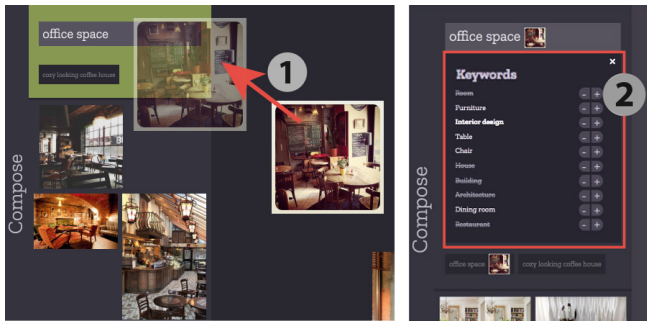 office space
cozy looking coffee house
1
Compose
office space
Keywords
Room
Furniture
Interior design
Table
Chair
House
Building
Architecture
Dining room
Restaurant
2
Compose
office space
cozy looking coffee house